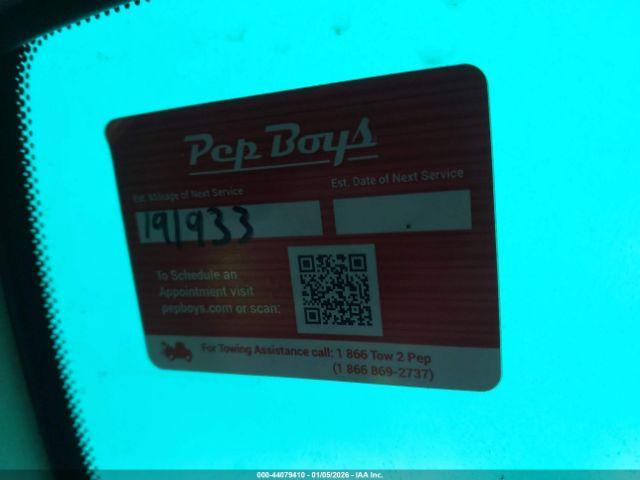 Pep Boys
Est. Mileage of Next Service
Est. Date of Next Service
191933
To Schedule an
Appointment visit
pepboys.com or scan:
For Towing Assistance call: 1 866 Tow 2 Pep
(1 866 869-2737)
000-44079410 - 01/05/2026 - IAA Inc.